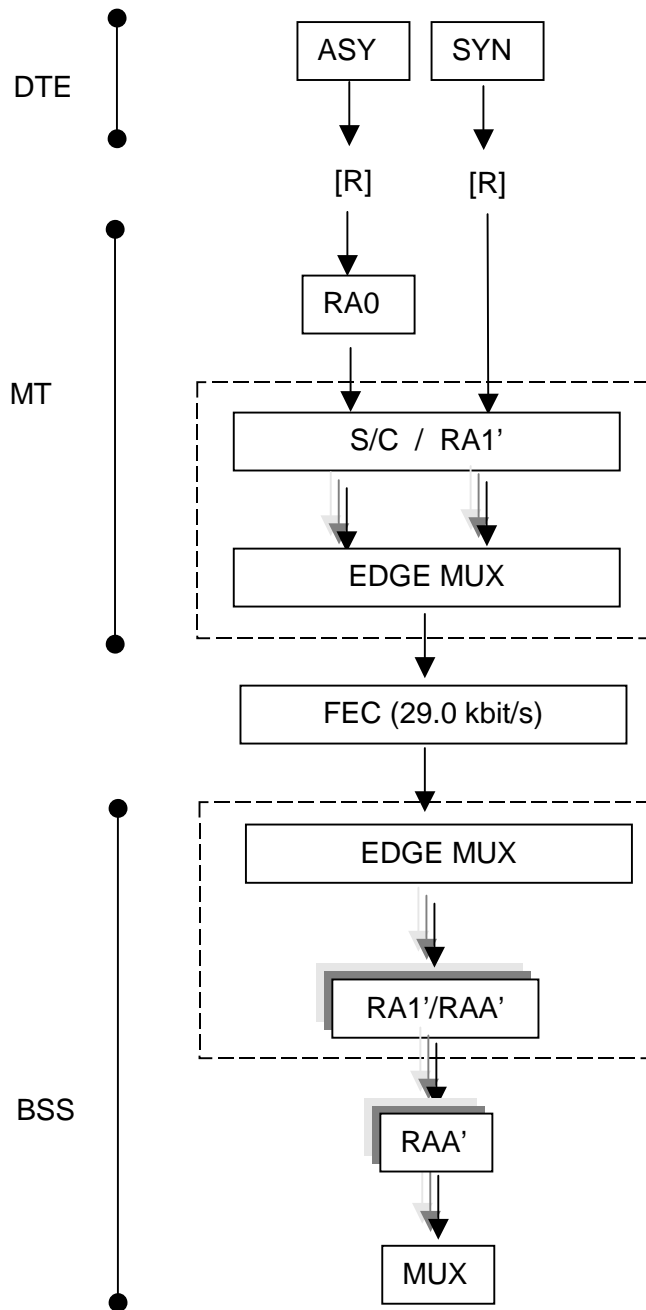 ASY SYN
DTE
[R] [R]
RA0
MT
S/C / RA1’
EDGE MUX
FEC (29.0 kbit/s)
EDGE MUX
RA1’/RAA’
BSS
RAA’
MUX